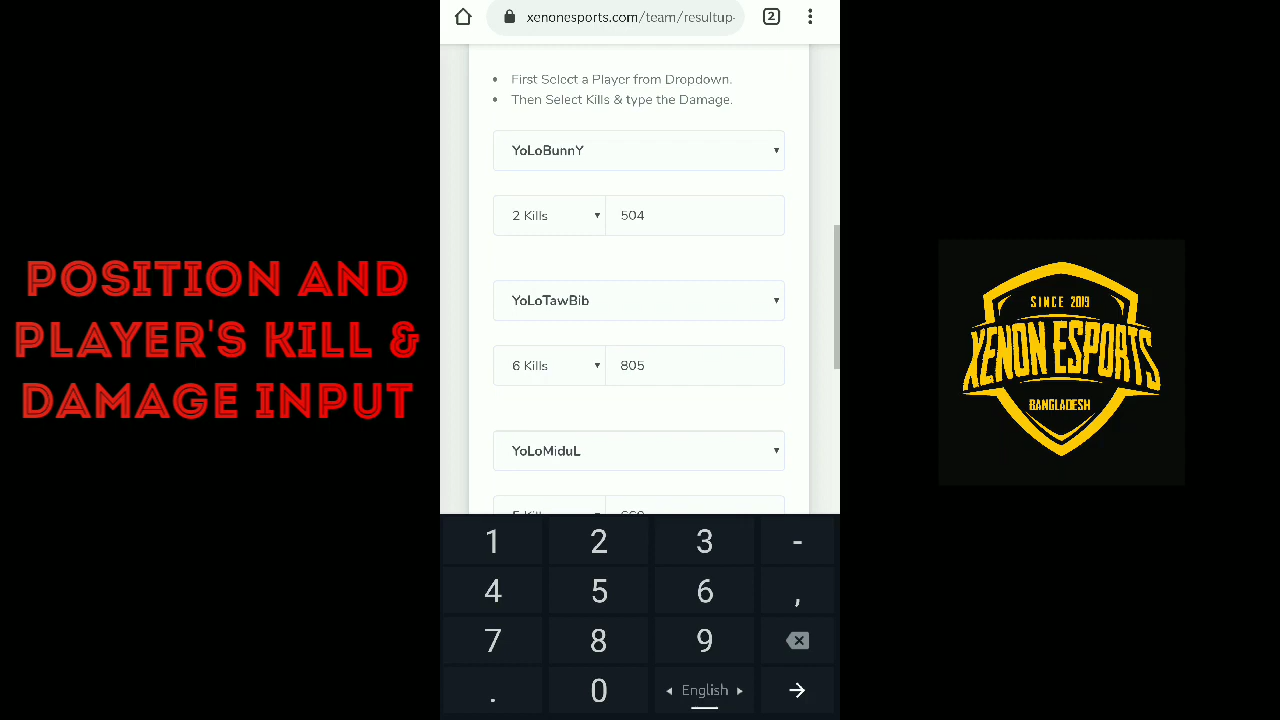 POSITION AND
PLAYER'S KILL &
DAMAGE INPUT
xenonesports.com/team/resultup-
2
First Select a Player from Dropdown.
Then Select Kills & type the Damage.
YoLoBunnY
2 Kills
504
YoLoTawBib
6 Kills
805
YoLoMiduL
1
2
3
-
4
5
6
,
7
8
9
.
0
English
SINCE 2019
XENON ESPORTS
BANGLADESH